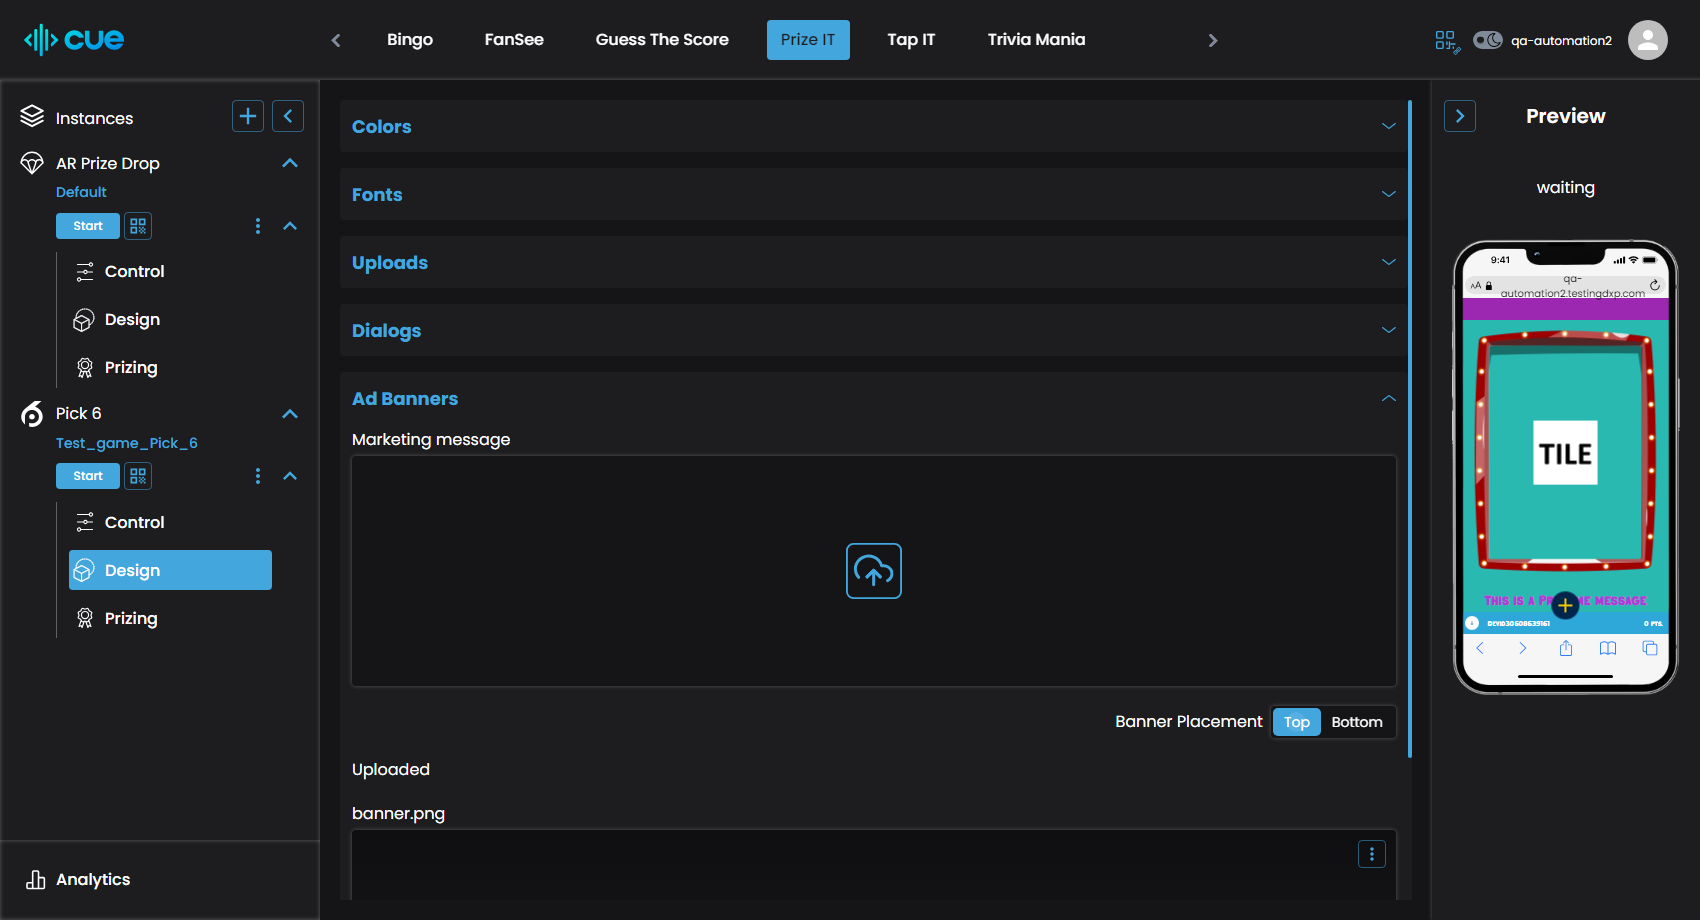 cue
Bingo
FanSee
Guess The Score
Prize IT
Tap IT
Trivia Mania
qa-automation2
Instances
AR Prize Drop
Default
Start
Control
Design
Prizing
Pick 6
Test_game_Pick_6
Start
Control
Design
Prizing
Analytics
Colors
Fonts
Uploads
Dialogs
Ad Banners
Marketing message
Banner Placement
Top
Bottom
Uploaded
banner.png
Preview
waiting
9:41
AA
qa-
automation2.testingdxp.com
TILE
THIS IS A ME MESSAGE
0 PTS.